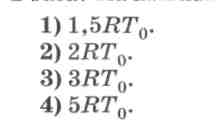 1) 1,5RT₀.
2) 2RT₀.
3) 3RT₀.
4) 5RT₀.